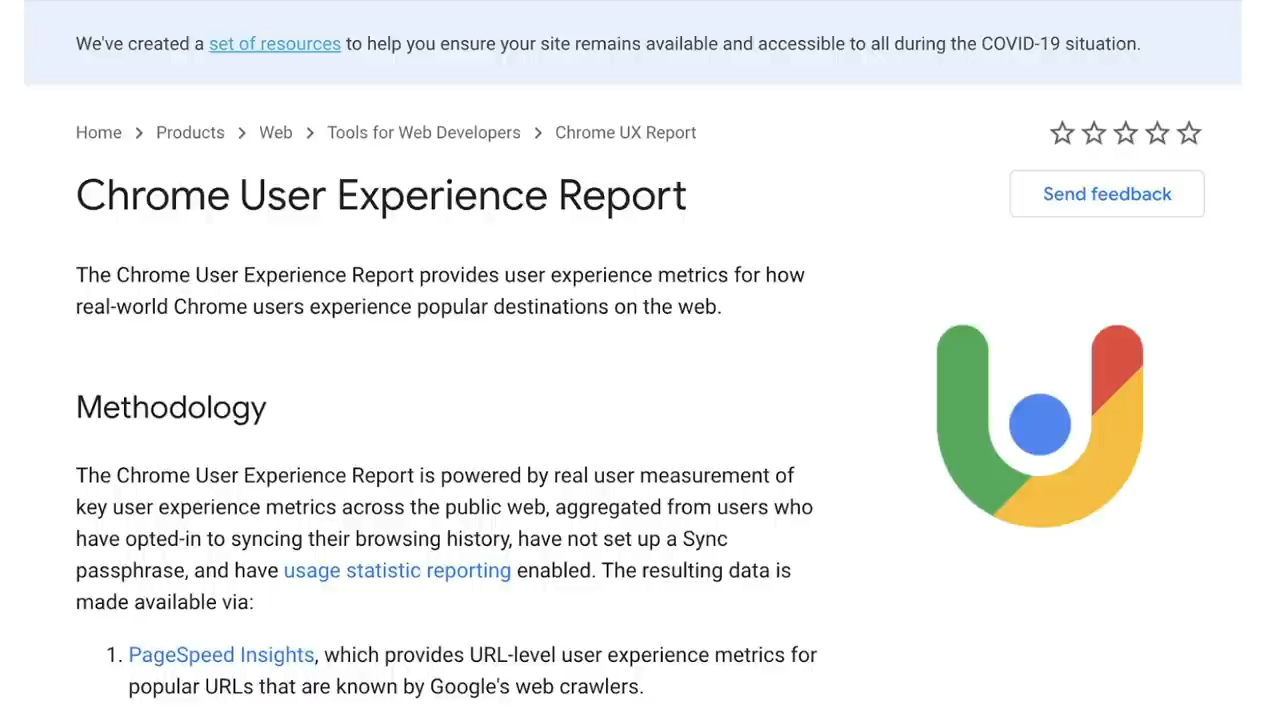 We've created a set of resources to help you ensure your site remains available and accessible to all during the COVID-19 situation.
Home > Products > Web > Tools for Web Developers > Chrome UX Report
Chrome User Experience Report
Send feedback
The Chrome User Experience Report provides user experience metrics for how
real-world Chrome users experience popular destinations on the web.
Methodology
The Chrome User Experience Report is powered by real user measurement of
key user experience metrics across the public web, aggregated from users who
have opted-in to syncing their browsing history, have not set up a Sync
passphrase, and have usage statistic reporting enabled. The resulting data is
made available via:
1. PageSpeed Insights, which provides URL-level user experience metrics for
popular URLs that are known by Google's web crawlers.